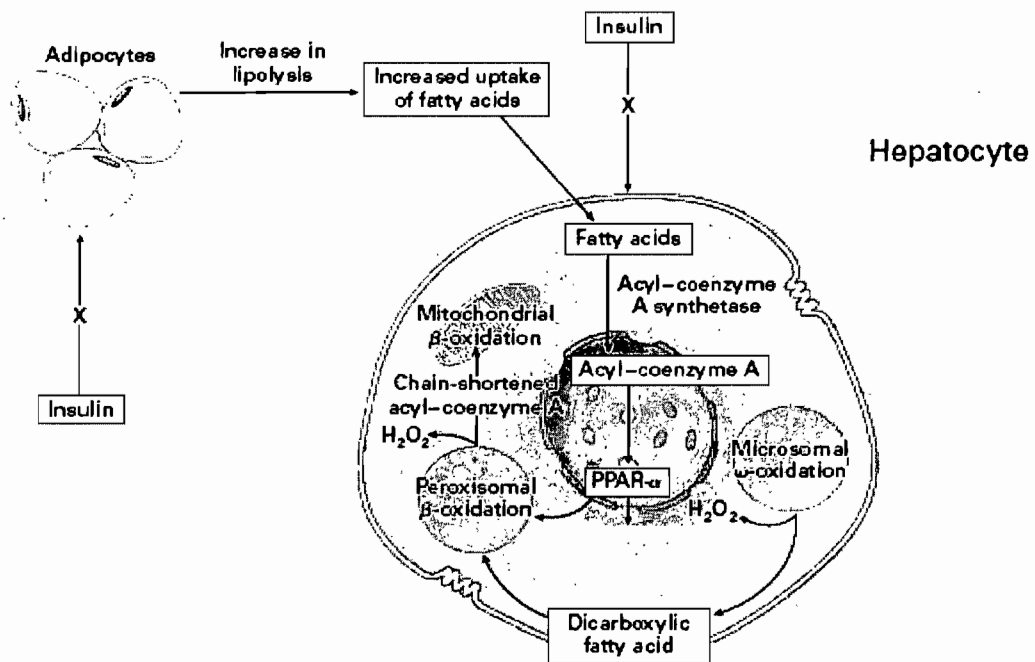 Insulin
Adipocytes
Increase in
lipolysis
Increased uptake
of fatty acids
X
Hepatocyte
Fatty acids
Acyl-coenzyme
A synthetase
X
Mitochondrial
β-oxidation
Acyl-coenzyme A
Chain-shortened
acyl-coenzyme A
Insulin
H₂O₂
Microsomal
ω-oxidation
Peroxisomal
β-oxidation
PPAR-α
H₂O₂
Dicarboxylic
fatty acid